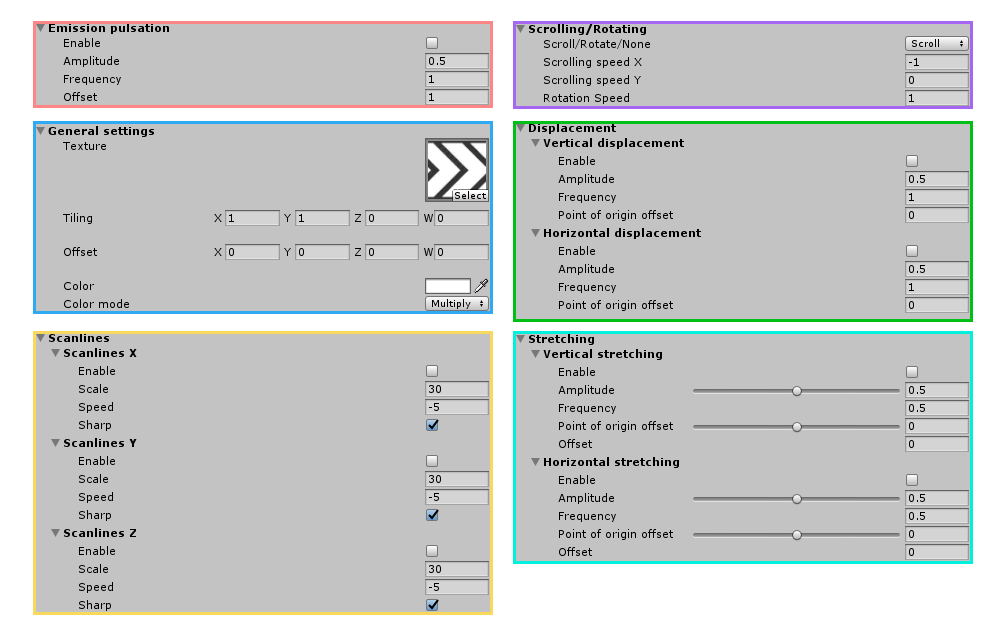 Emission pulsation
Enable
Amplitude 0.5
Frequency 1
Offset 1
General settings
Texture
Select
Tiling X 1 Y 1 Z 0 W 0
Offset X 0 Y 0 Z 0 W 0
Color
Color mode Multiply
Scanlines
Scanlines X
Enable
Scale 30
Speed -5
Sharp
Scanlines Y
Enable
Scale 30
Speed -5
Sharp
Scanlines Z
Enable
Scale 30
Speed -5
Sharp
Scrolling/Rotating
Scroll/Rotate/None Scroll
Scrolling speed X -1
Scrolling speed Y 0
Rotation Speed 1
Displacement
Vertical displacement
Enable
Amplitude 0.5
Frequency 1
Point of origin offset 0
Horizontal displacement
Enable
Amplitude 0.5
Frequency 1
Point of origin offset 0
Stretching
Vertical stretching
Enable
Amplitude 0.5
Frequency 0.5
Point of origin offset 0
Offset 0
Horizontal stretching
Enable
Amplitude 0.5
Frequency 0.5
Point of origin offset 0
Offset 0